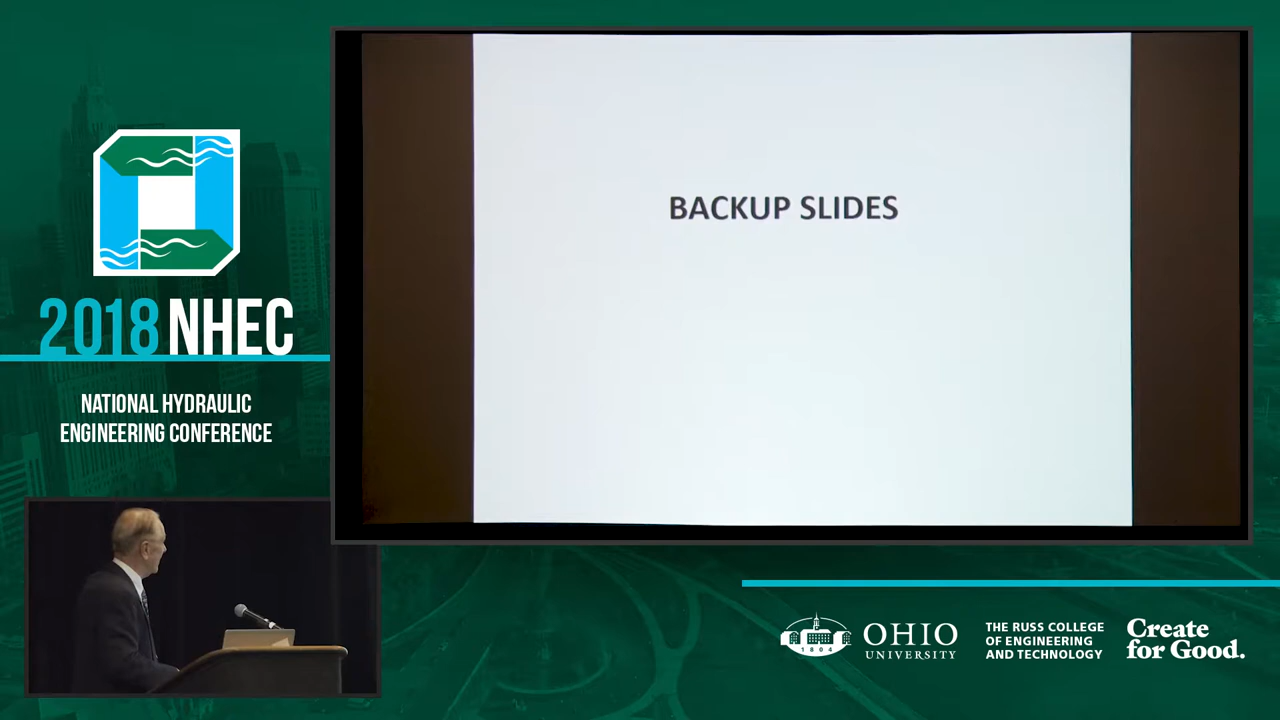 BACKUP SLIDES
2018 NHEC
NATIONAL HYDRAULIC
ENGINEERING CONFERENCE
1804
OHIO
UNIVERSITY
THE RUSS COLLEGE
OF ENGINEERING
AND TECHNOLOGY
Create
for Good.